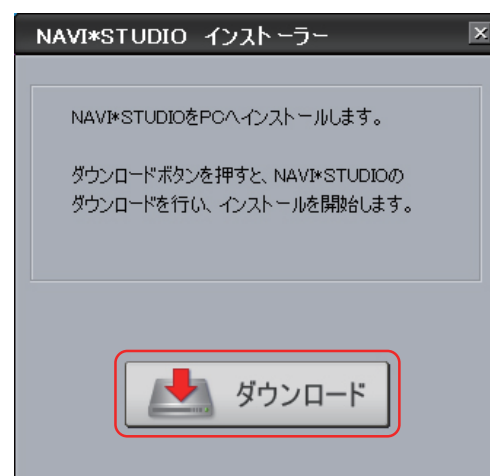 NAVI*STUDIO インストーラー
NAVI*STUDIOをPCへインストールします。
ダウンロードボタンを押すと、NAVI*STUDIOの
ダウンロードを行い、インストールを開始します。
ダウンロード